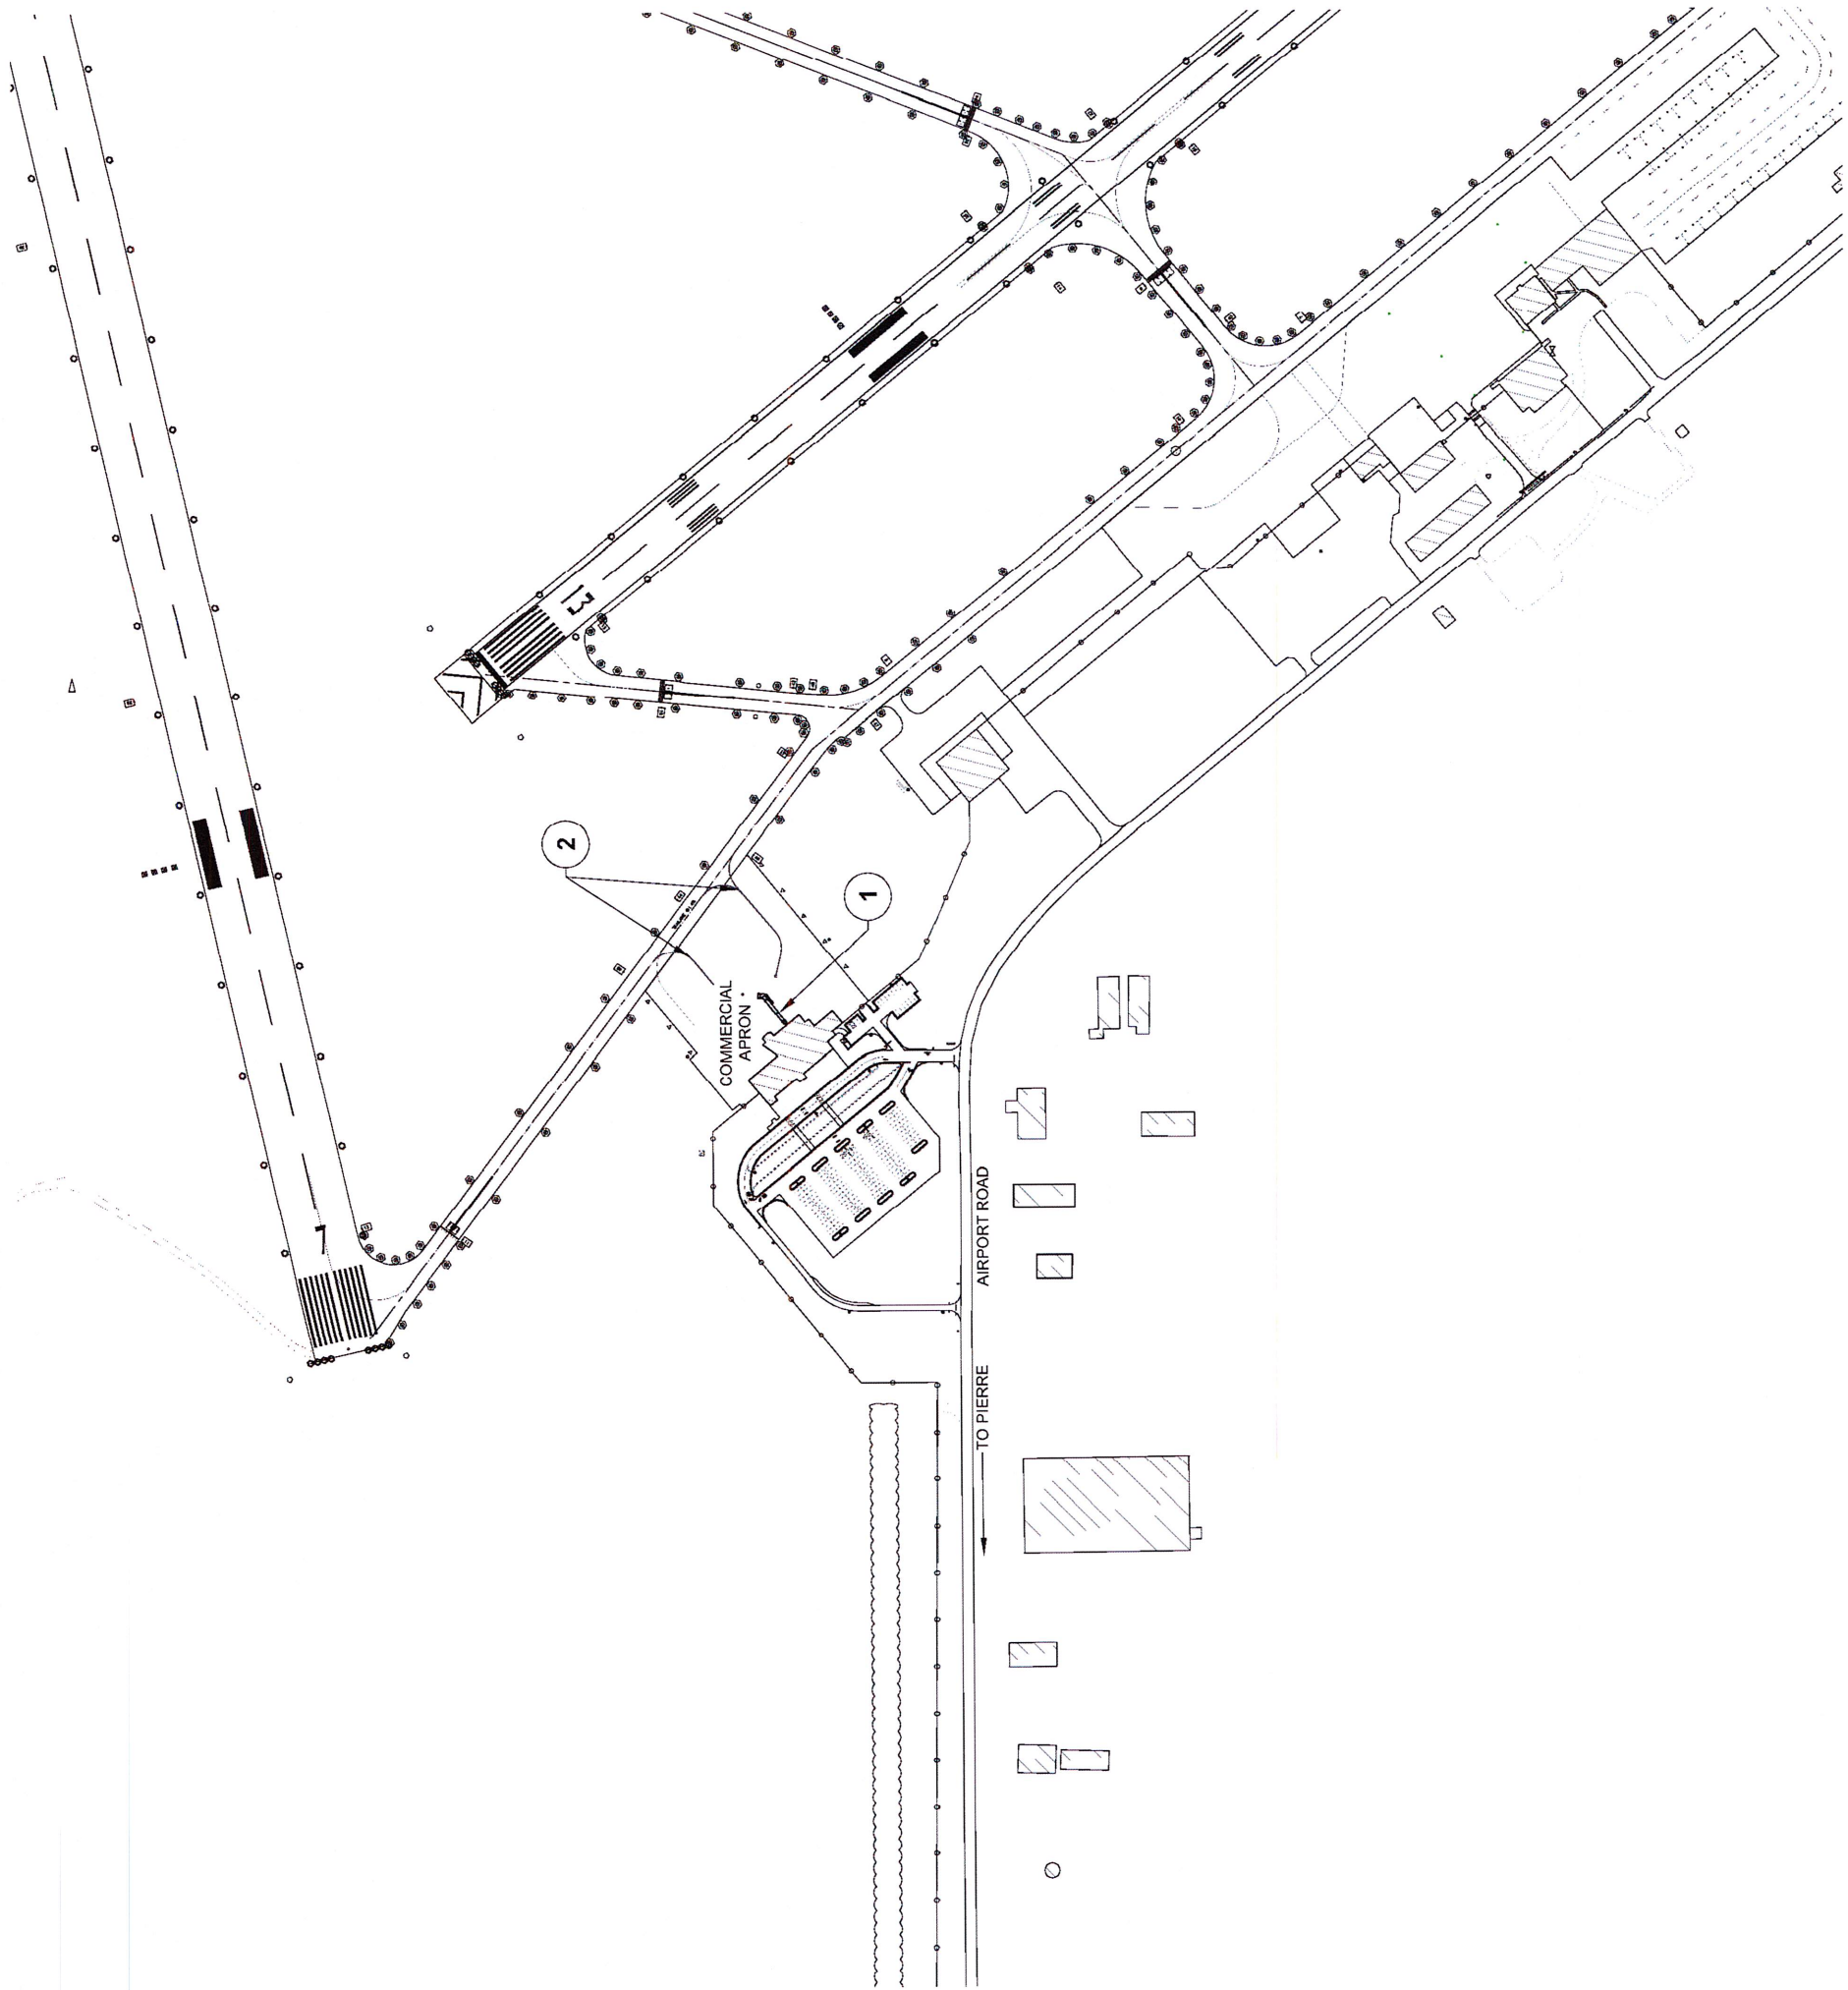 13
7
2
1
COMMERCIAL
APRON
AIRPORT ROAD
TO PIERRE